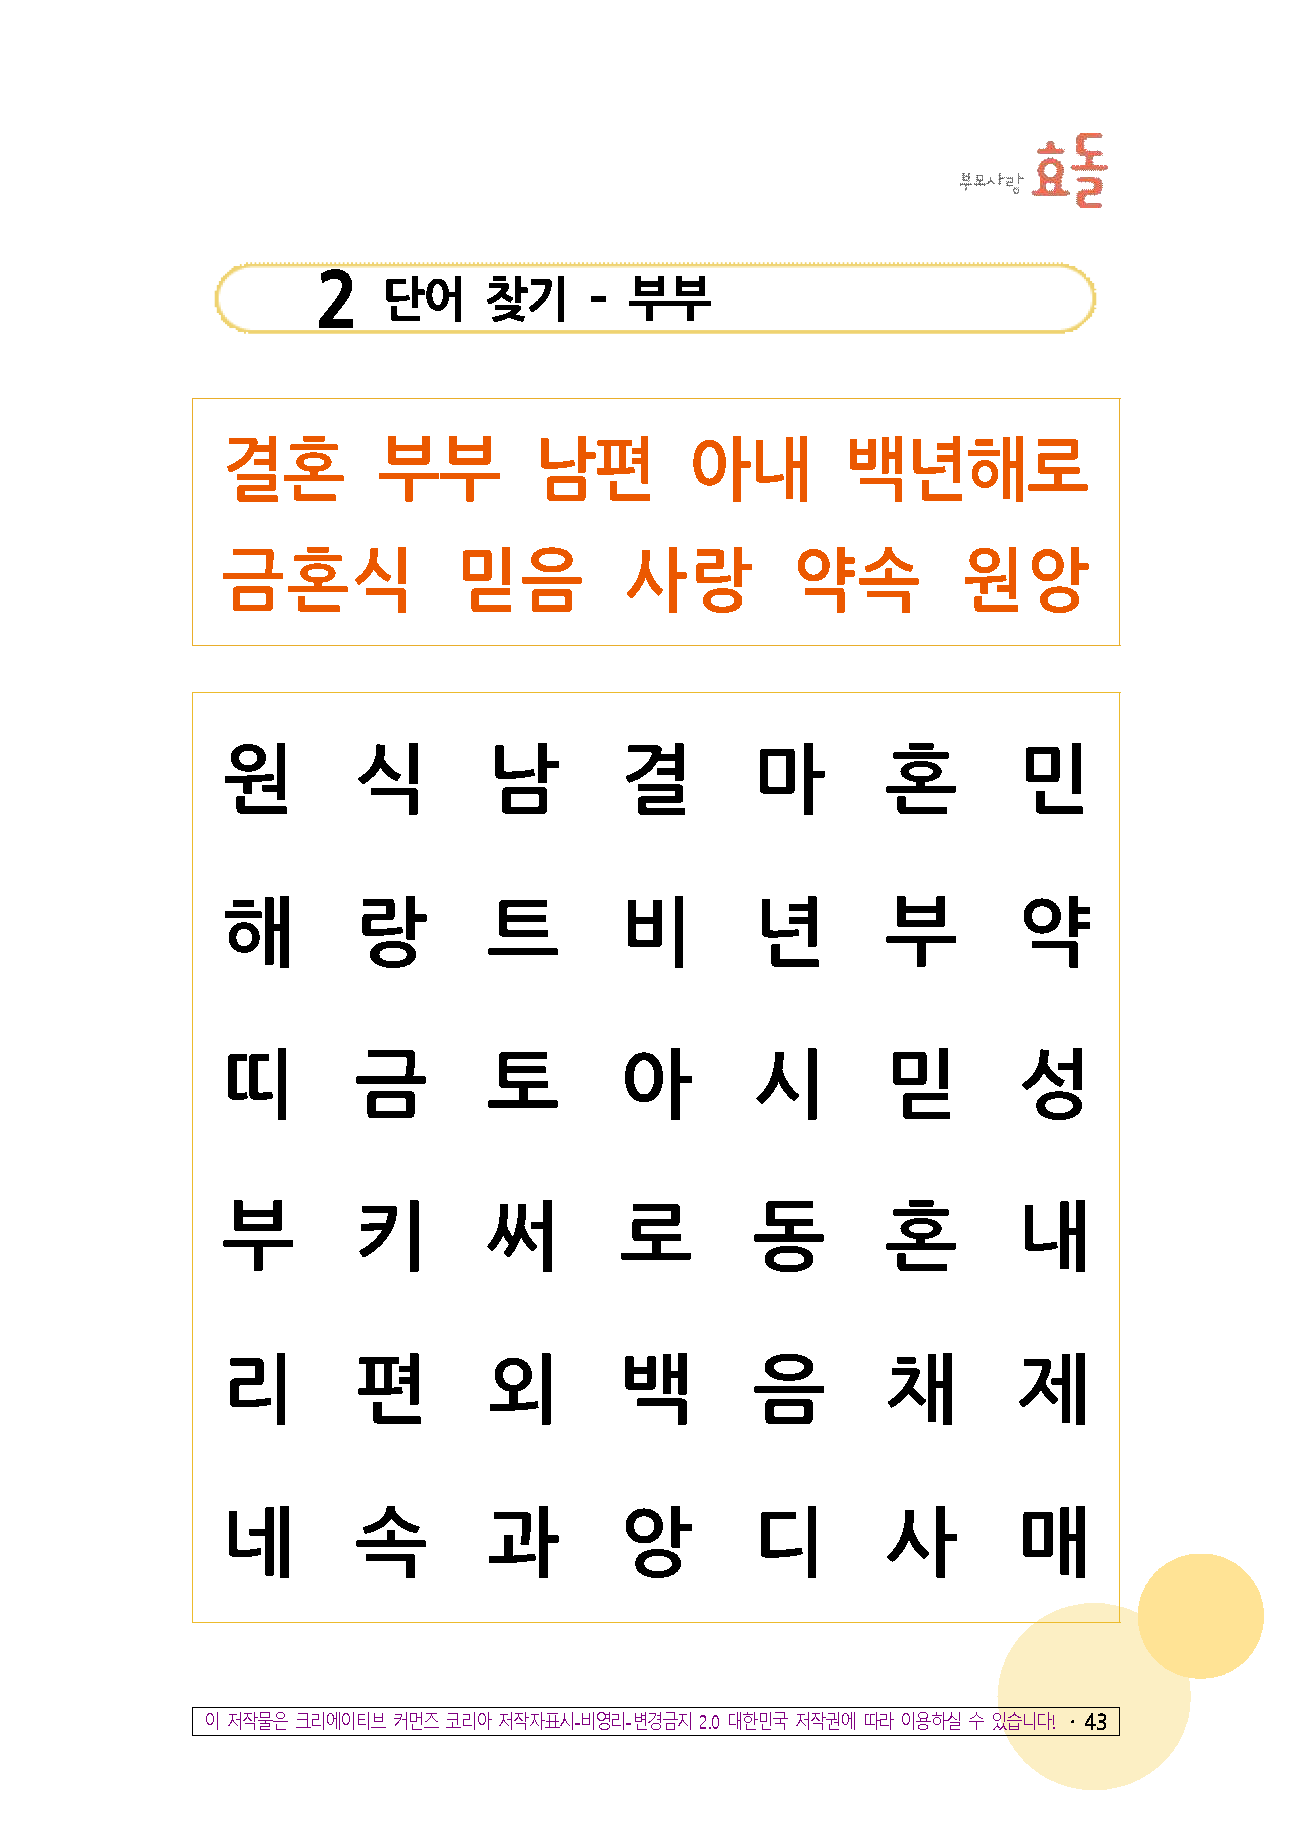 부모사랑 효돌
2 단어 찾기 - 부부
결혼 부부 남편 아내 백년해로
금혼식 믿음 사랑 약속 원앙
원 식 남 결 마 혼 민
해 랑 트 비 년 부 약
띠 금 토 아 시 믿 성
부 키 써 로 동 혼 내
리 편 외 백 음 채 제
네 속 과 앙 디 사 매
이 저작물은 크리에이티브 커먼즈 코리아 저작자표시-비영리-변경금지 2.0 대한민국 저작권에 따라 이용하실 수 있습니다! · 43